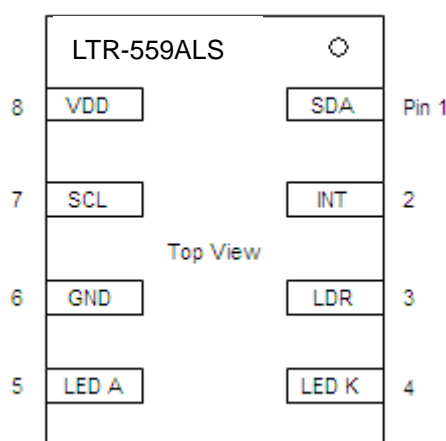 LTR-559ALS
8 VDD SDA Pin 1
7 SCL INT 2
Top View
6 GND LDR 3
5 LED A LED K 4